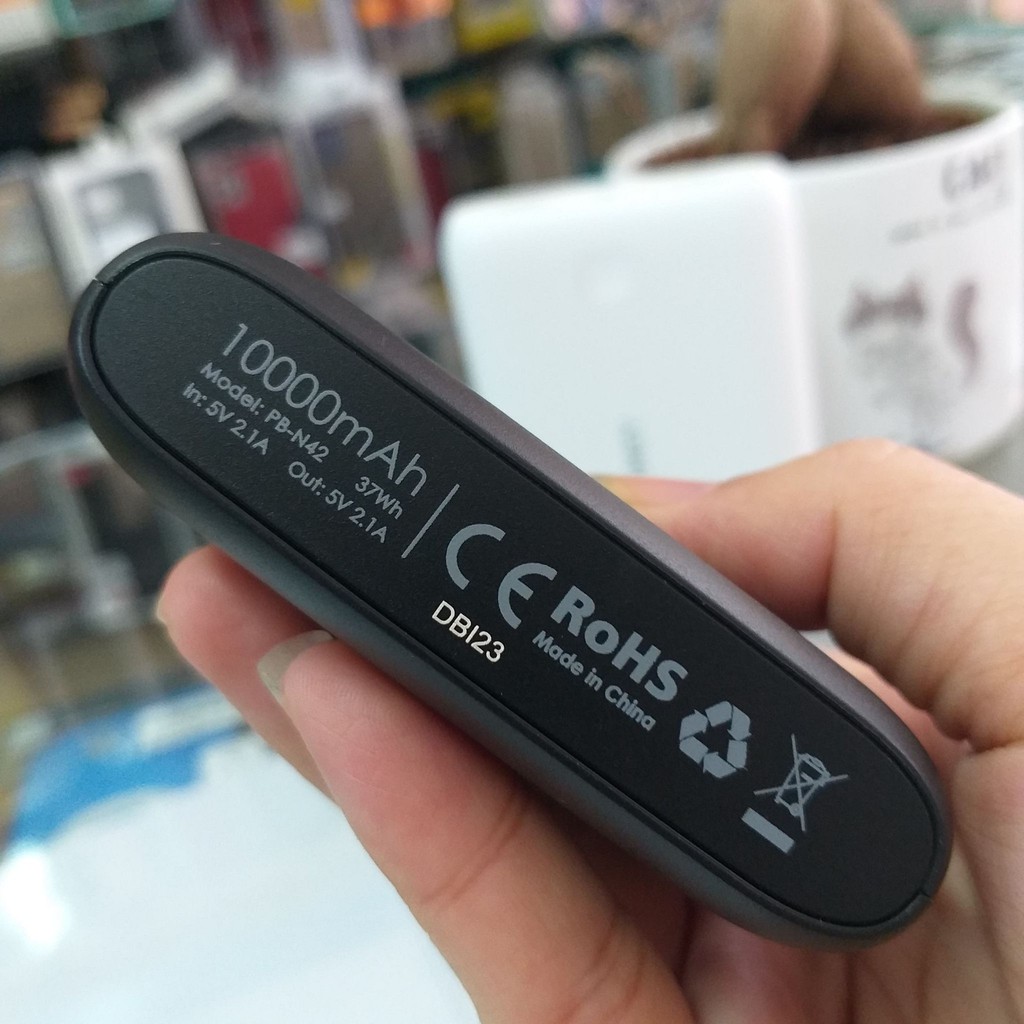 10000mAh
Model: PB-N42 37Wh
In: 5V 2.1A Out: 5V 2.1A
CE
RoHS
Made in China
DBI23